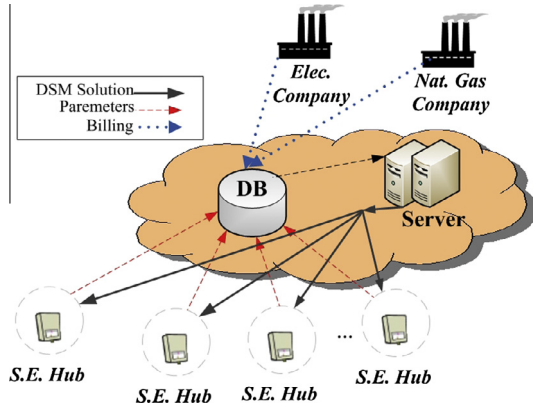 Elec.
Company
Nat. Gas
Company
DSM Solution
Paremeters
Billing
DB
Server
...
S.E. Hub
S.E. Hub
S.E. Hub
S.E. Hub